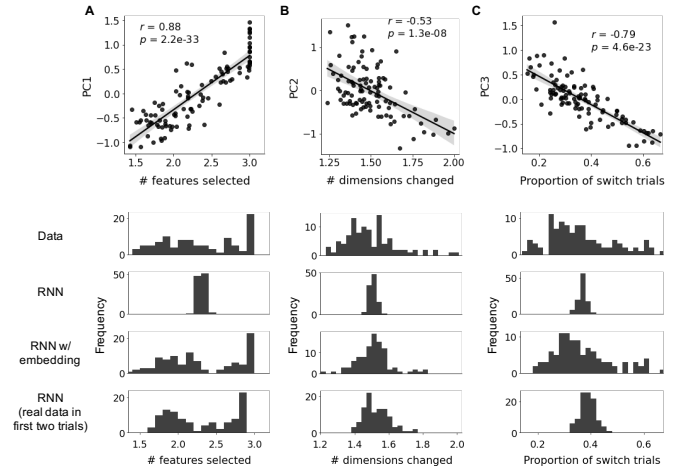 A
B
C
r = 0.88
p = 2.2e-33
r = -0.53
p = 1.3e-08
r = -0.79
p = 4.6e-23
PC1
PC2
PC3
1.5
1.0
0.5
0.0
−0.5
−1.0
1
0
−1
1.5
1.0
0.5
0.0
−0.5
−1.0
1.5 2.0 2.5 3.0
1.25 1.50 1.75 2.00
0.2 0.4 0.6
# features selected
# dimensions changed
Proportion of switch trials
Data
20
0
10
0
10
0
RNN
50
0
50
0
50
0
Frequency
Frequency
Frequency
RNN w/
embedding
20
0
10
0
10
0
RNN
(real data in
first two trials)
20
0
20
0
20
0
1.5 2.0 2.5 3.0
1.2 1.4 1.6 1.8 2.0
0.2 0.4 0.6
# features selected
# dimensions changed
Proportion of switch trials